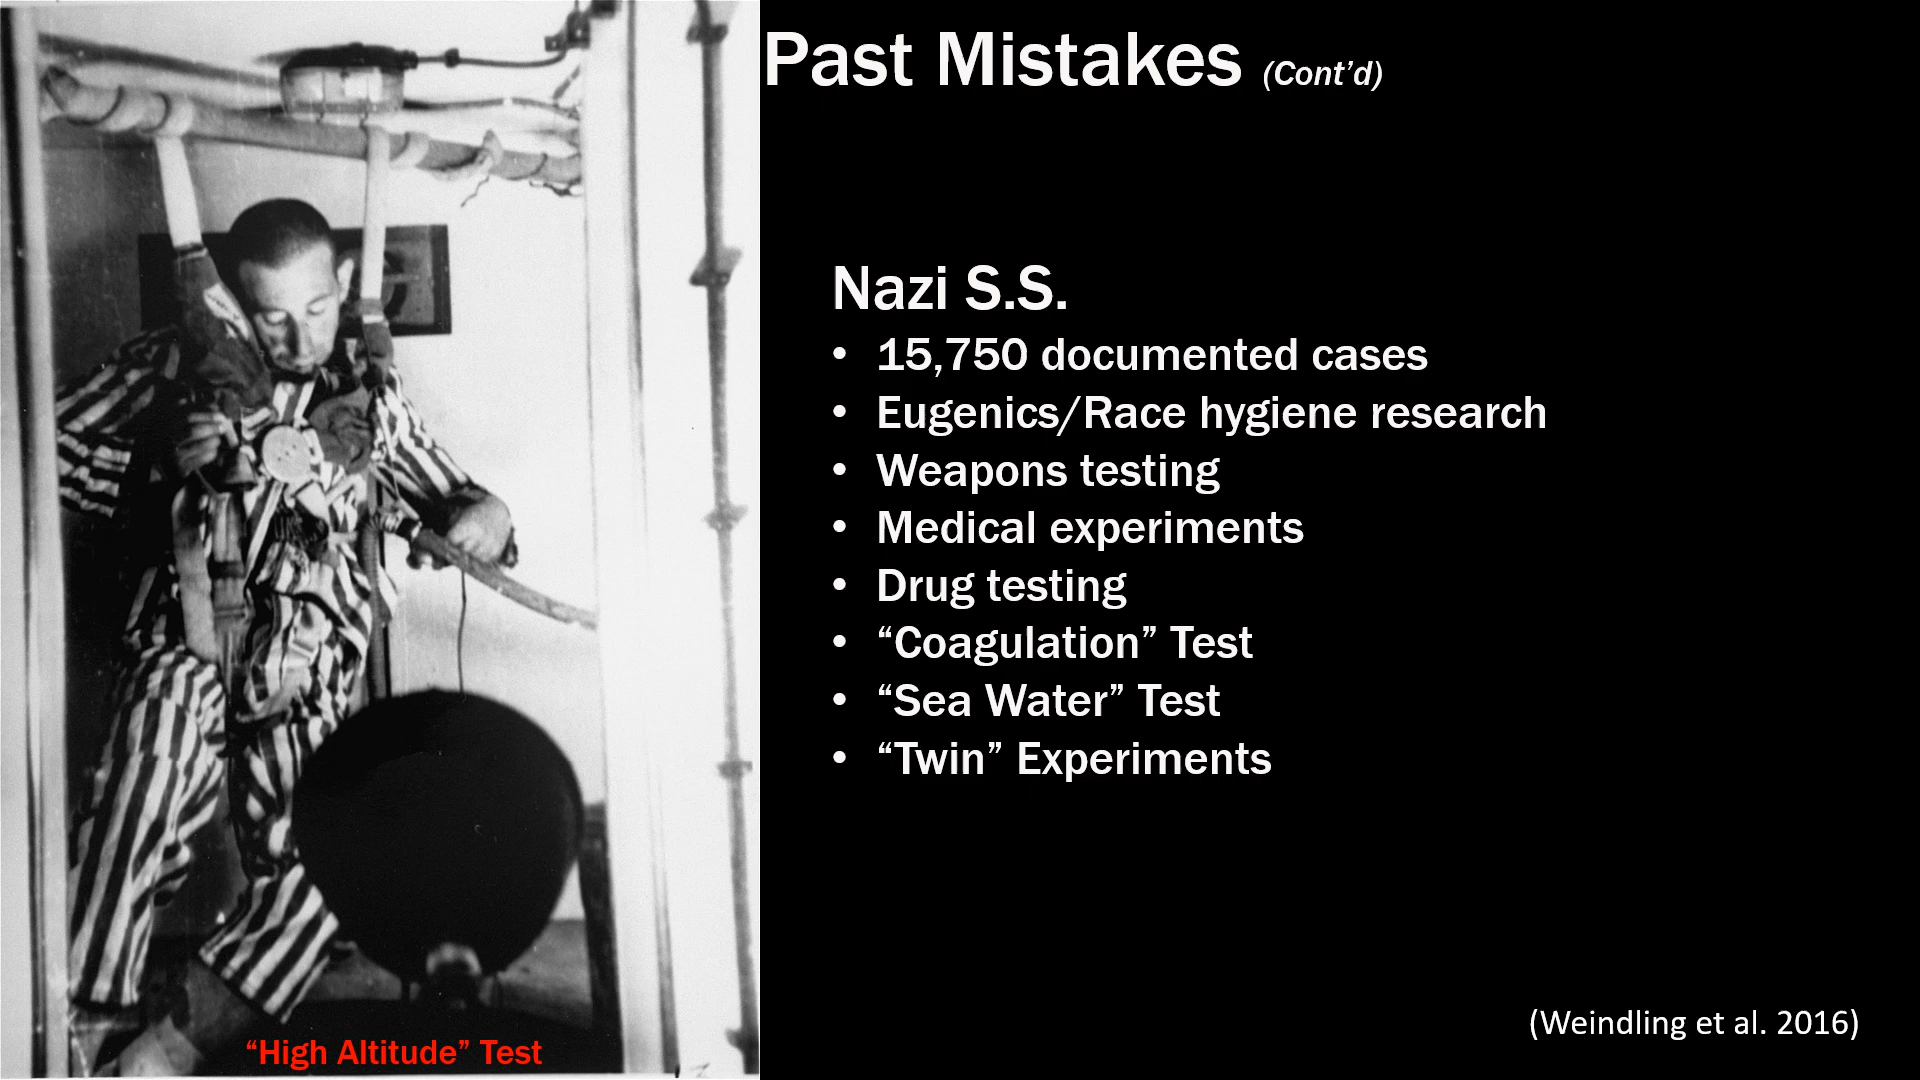 Past Mistakes (Cont’d)
Nazi S.S.
• 15,750 documented cases
• Eugenics/Race hygiene research
• Weapons testing
• Medical experiments
• Drug testing
• “Coagulation” Test
• “Sea Water” Test
• “Twin” Experiments
“High Altitude” Test
(Weindling et al. 2016)